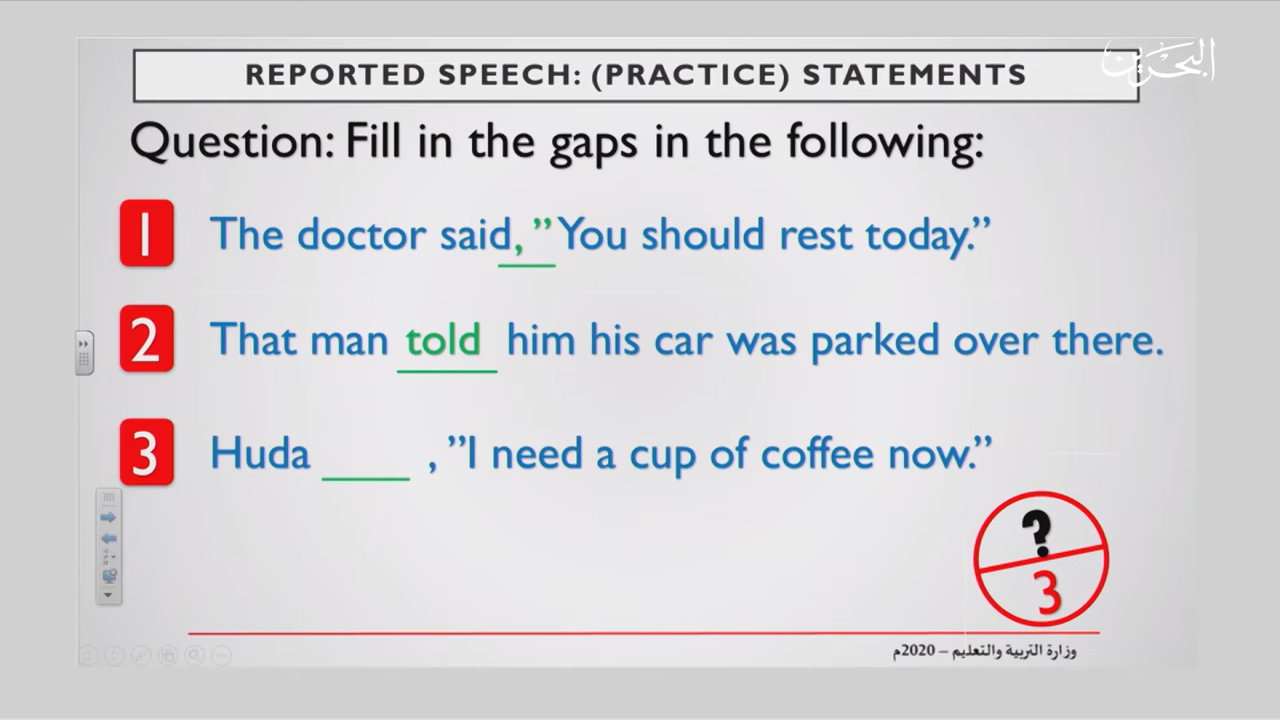 البحرين
REPORTED SPEECH: (PRACTICE) STATEMENTS
Question: Fill in the gaps in the following:
1 The doctor said, ”You should rest today.”
2 That man told him his car was parked over there.
3 Huda ____ , ”I need a cup of coffee now.”
?
3
وزارة التربية والتعليم – 2020م